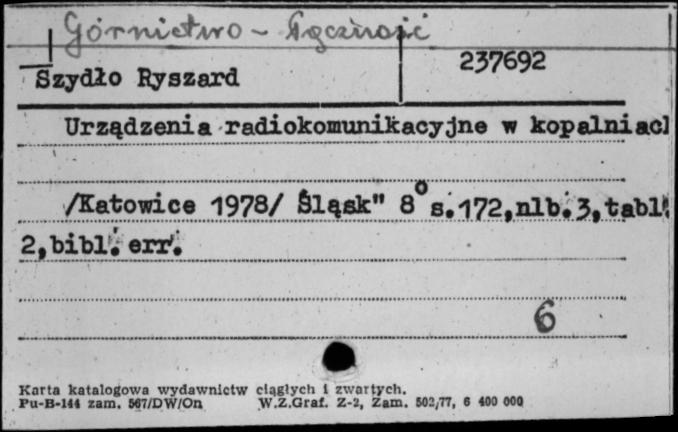 Górnictwo - Łączność
Szydło Ryszard 237692
Urządzenia radiokomunikacyjne w kopalniach
/Katowice 1978/ Śląsk" 8° s.172,nlb.3,tabl.
2,bibl. err.
6
Karta katalogowa wydawnictw ciągłych i zwartych.
Pu-B-144 zam. 567/DW/On W.Z.Graf. Z-2, Zam. 502/77, 6 400 000